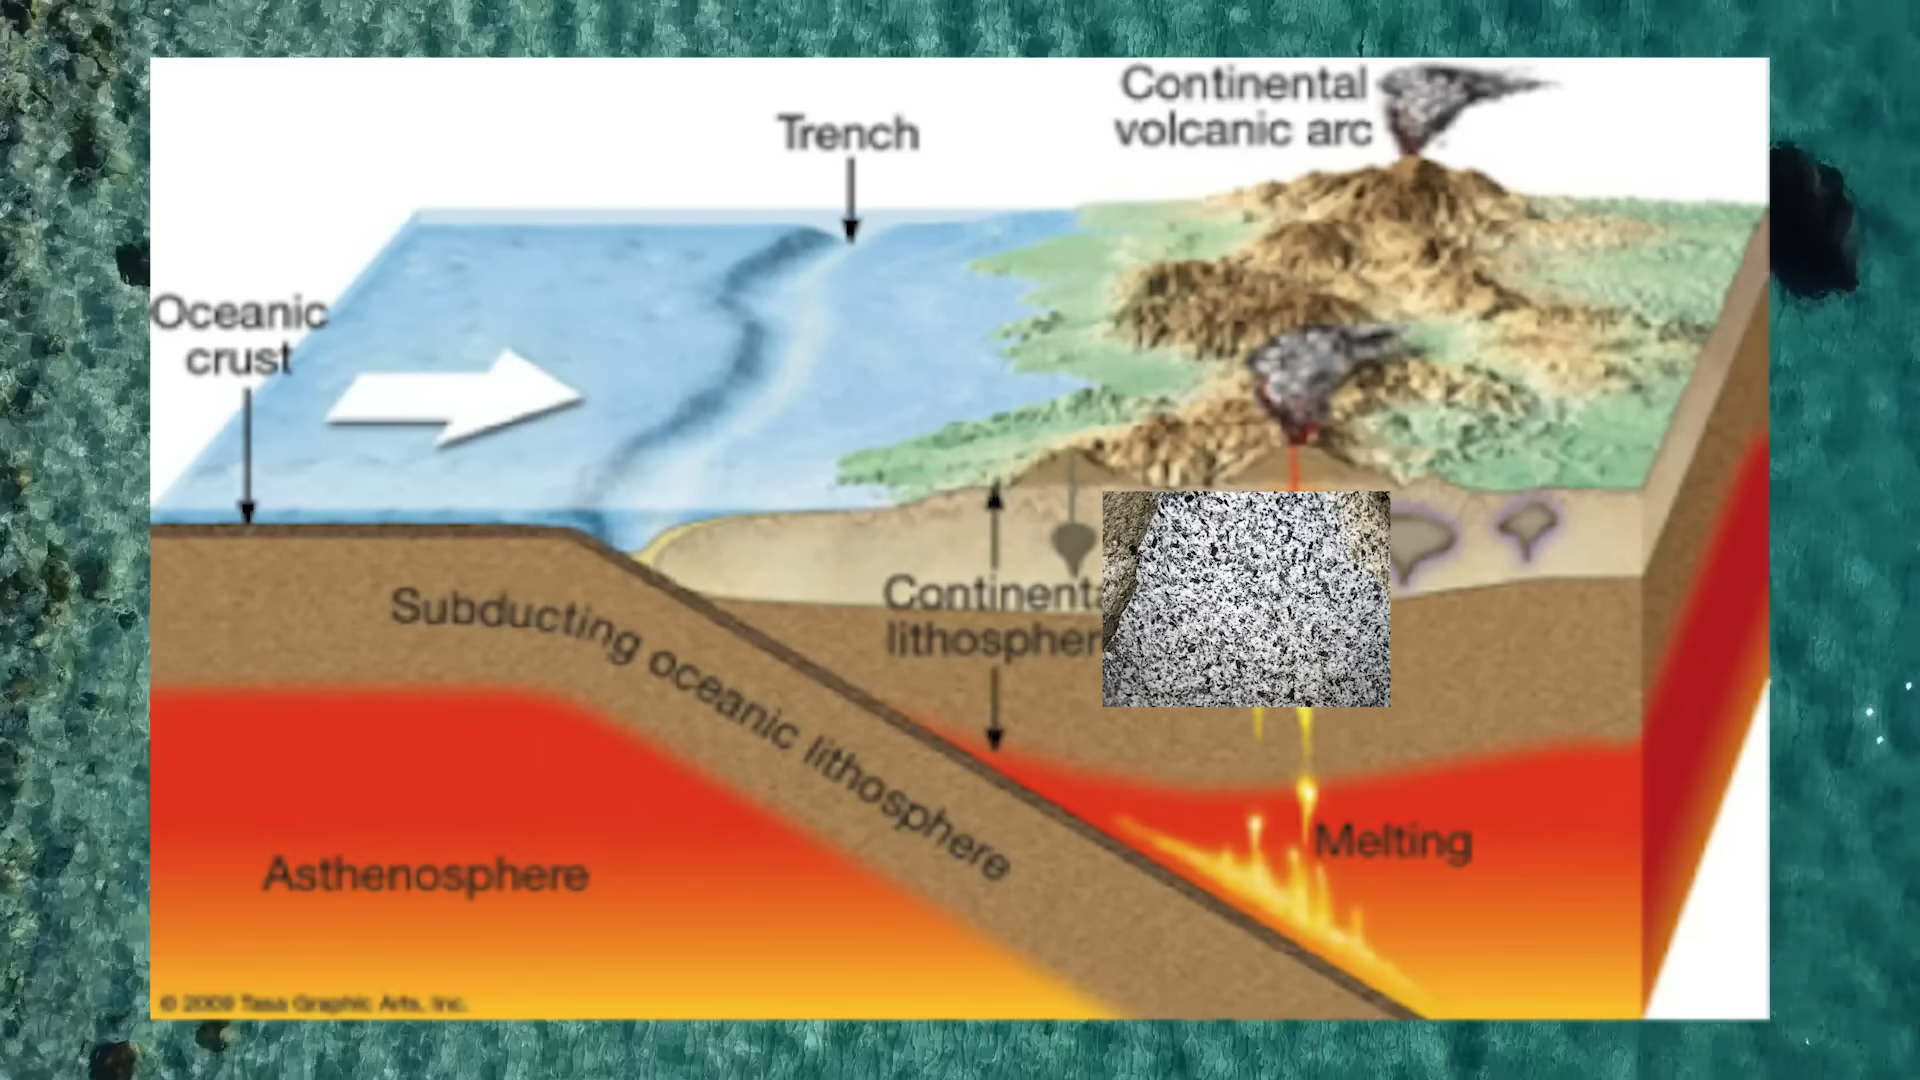 Continental
volcanic arc
Trench
Oceanic
crust
Continenta
lithospher
Subducting oceanic lithosphere
Melting
Asthenosphere
© 2009 Tasa Graphic Arts, Inc.